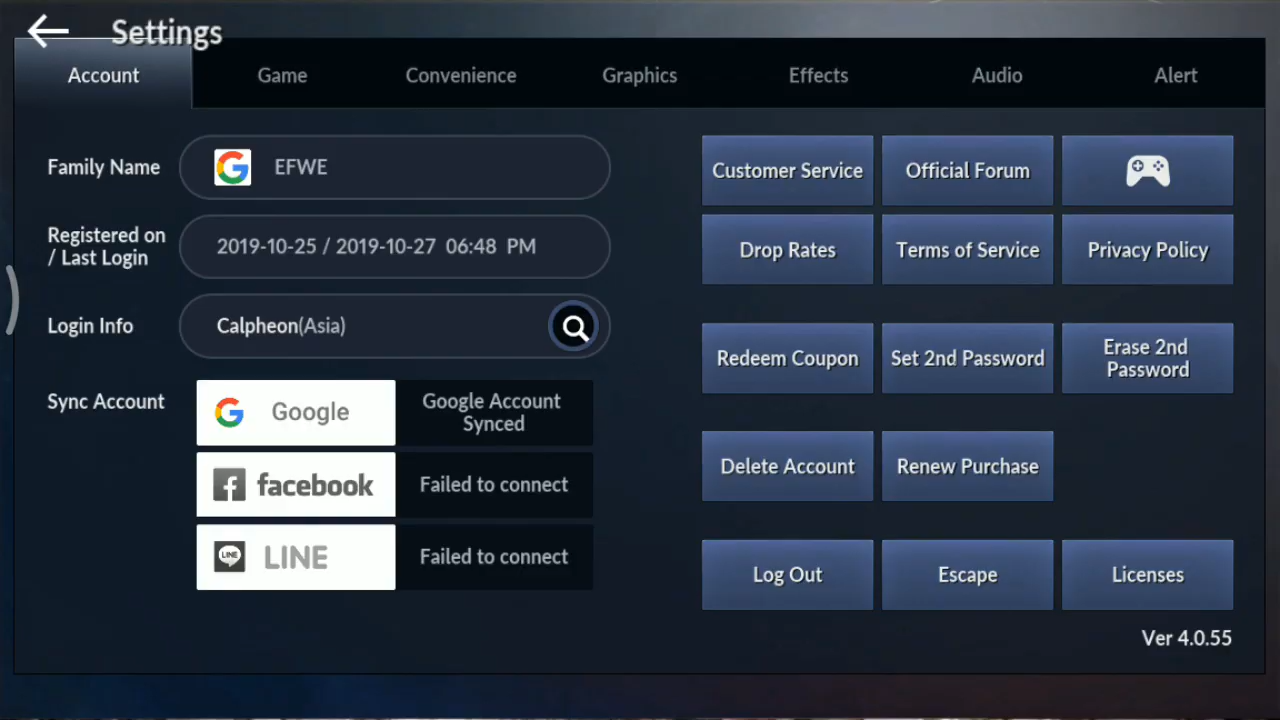 Settings
Account
Game
Convenience
Graphics
Effects
Audio
Alert
Family Name
EFWE
Registered on
/ Last Login
2019-10-25 / 2019-10-27 06:48 PM
Login Info
Calpheon(Asia)
Sync Account
Google
Google Account
Synced
facebook
Failed to connect
LINE
LINE
Failed to connect
Customer Service
Official Forum
Drop Rates
Terms of Service
Privacy Policy
Redeem Coupon
Set 2nd Password
Erase 2nd
Password
Delete Account
Renew Purchase
Log Out
Escape
Licenses
Ver 4.0.55